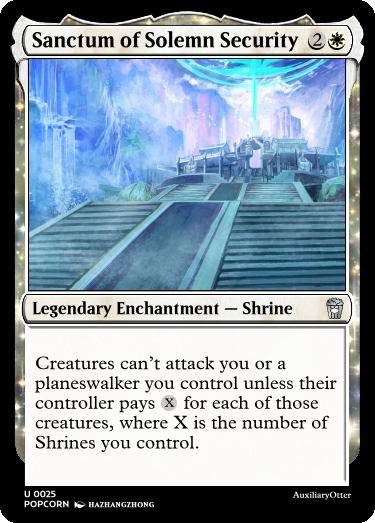 Sanctum of Solemn Security 2
Legendary Enchantment — Shrine
Creatures can't attack you or a
planeswalker you control unless their
controller pays X for each of those
creatures, where X is the number of
Shrines you control.
U 0025
POPCORN HAZHANGZHONG
AuxiliaryOtter